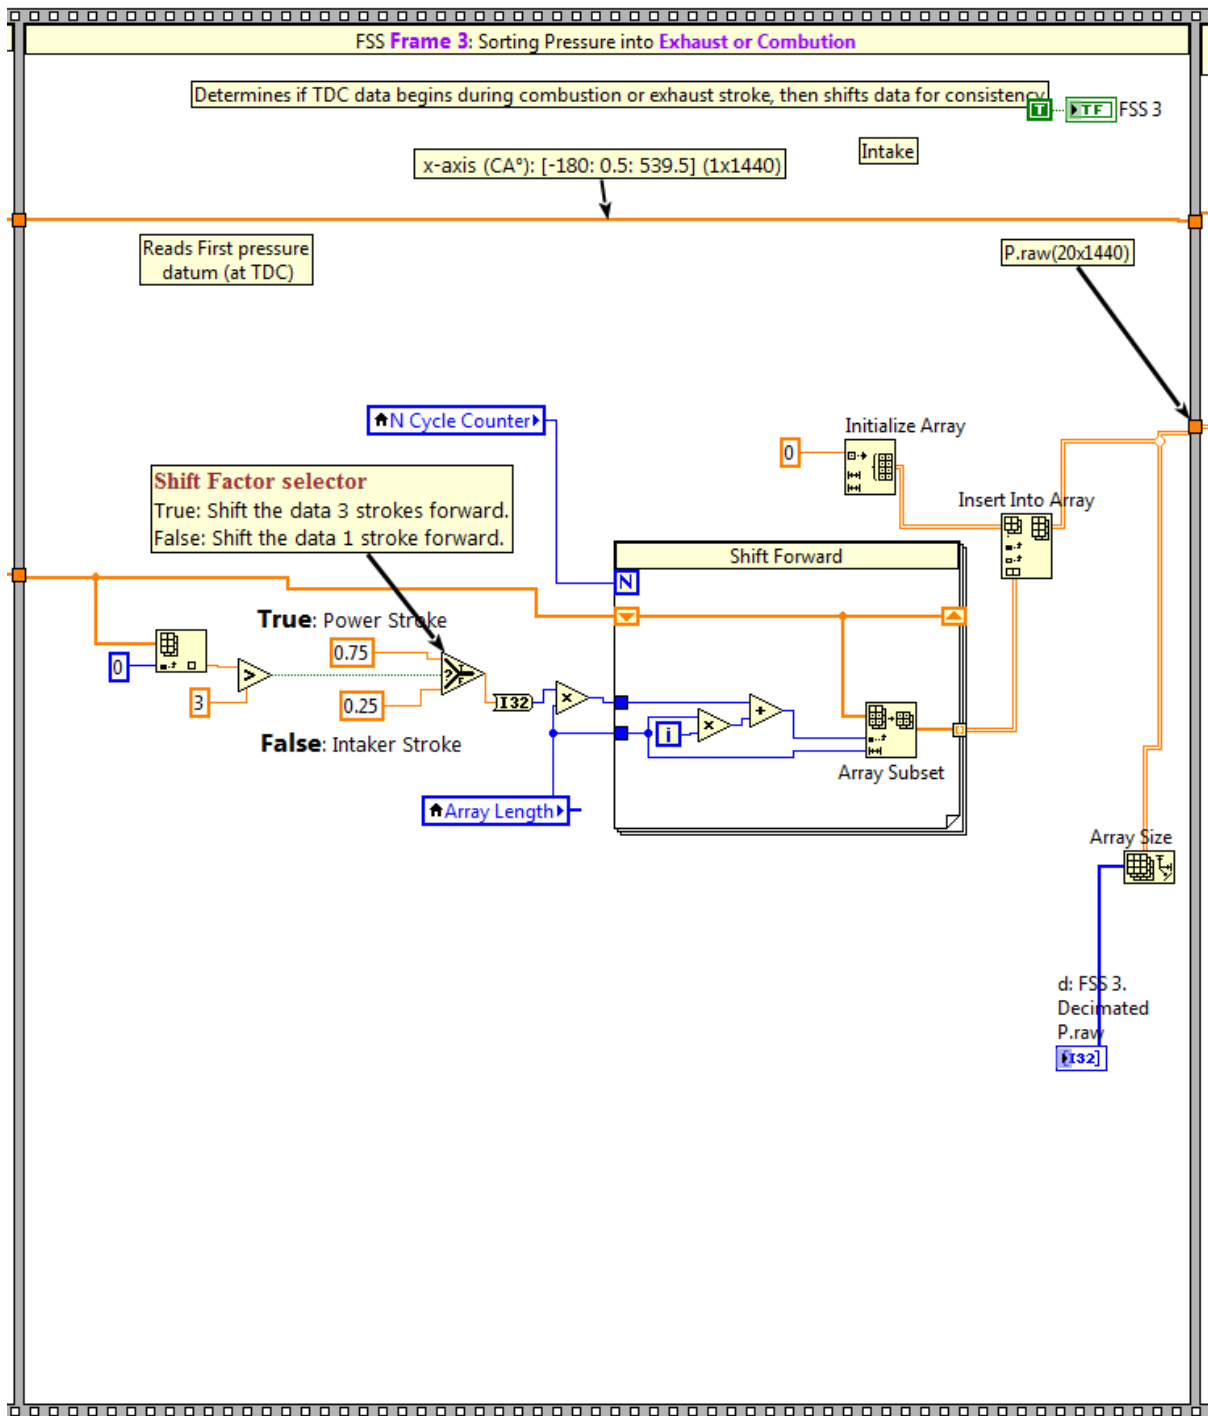 FSS Frame 3: Sorting Pressure into Exhaust or Combution
Determines if TDC data begins during combustion or exhaust stroke, then shifts data for consistency
T
TF
FSS 3
Intake
x-axis (CA°): [-180: 0.5: 539.5] (1x1440)
Reads First pressure
datum (at TDC)
P.raw(20x1440)
N Cycle Counter
Initialize Array
0
Shift Factor selector
True: Shift the data 3 strokes forward.
False: Shift the data 1 stroke forward.
Insert Into Array
Shift Forward
N
True: Power Stroke
0.75
0
>
?
T
F
3
0.25
I32
x
i
x
+
False: Intaker Stroke
Array Subset
Array Length
Array Size
d: FSS 3.
Decimated
P.raw
[I32]